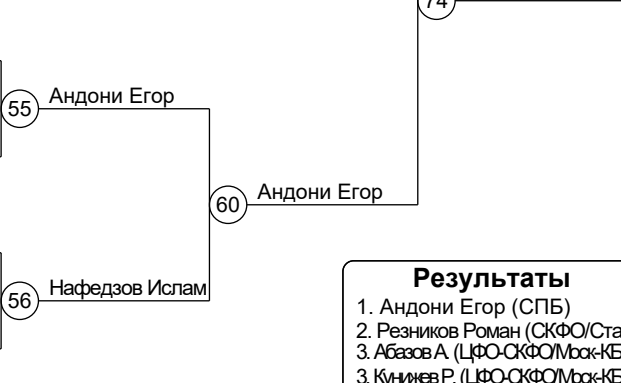 74
55 Андони Егор
60 Андони Егор
56 Нафедзов Ислам
Результаты
1. Андони Егор (СПБ)
2. Резников Роман (СКФО/Ста
3. Абазов А. (ЦФО-СКФО/Моск-КБ
3. Кунижев Р. (ЦФО-СКФО/Моск-КБ